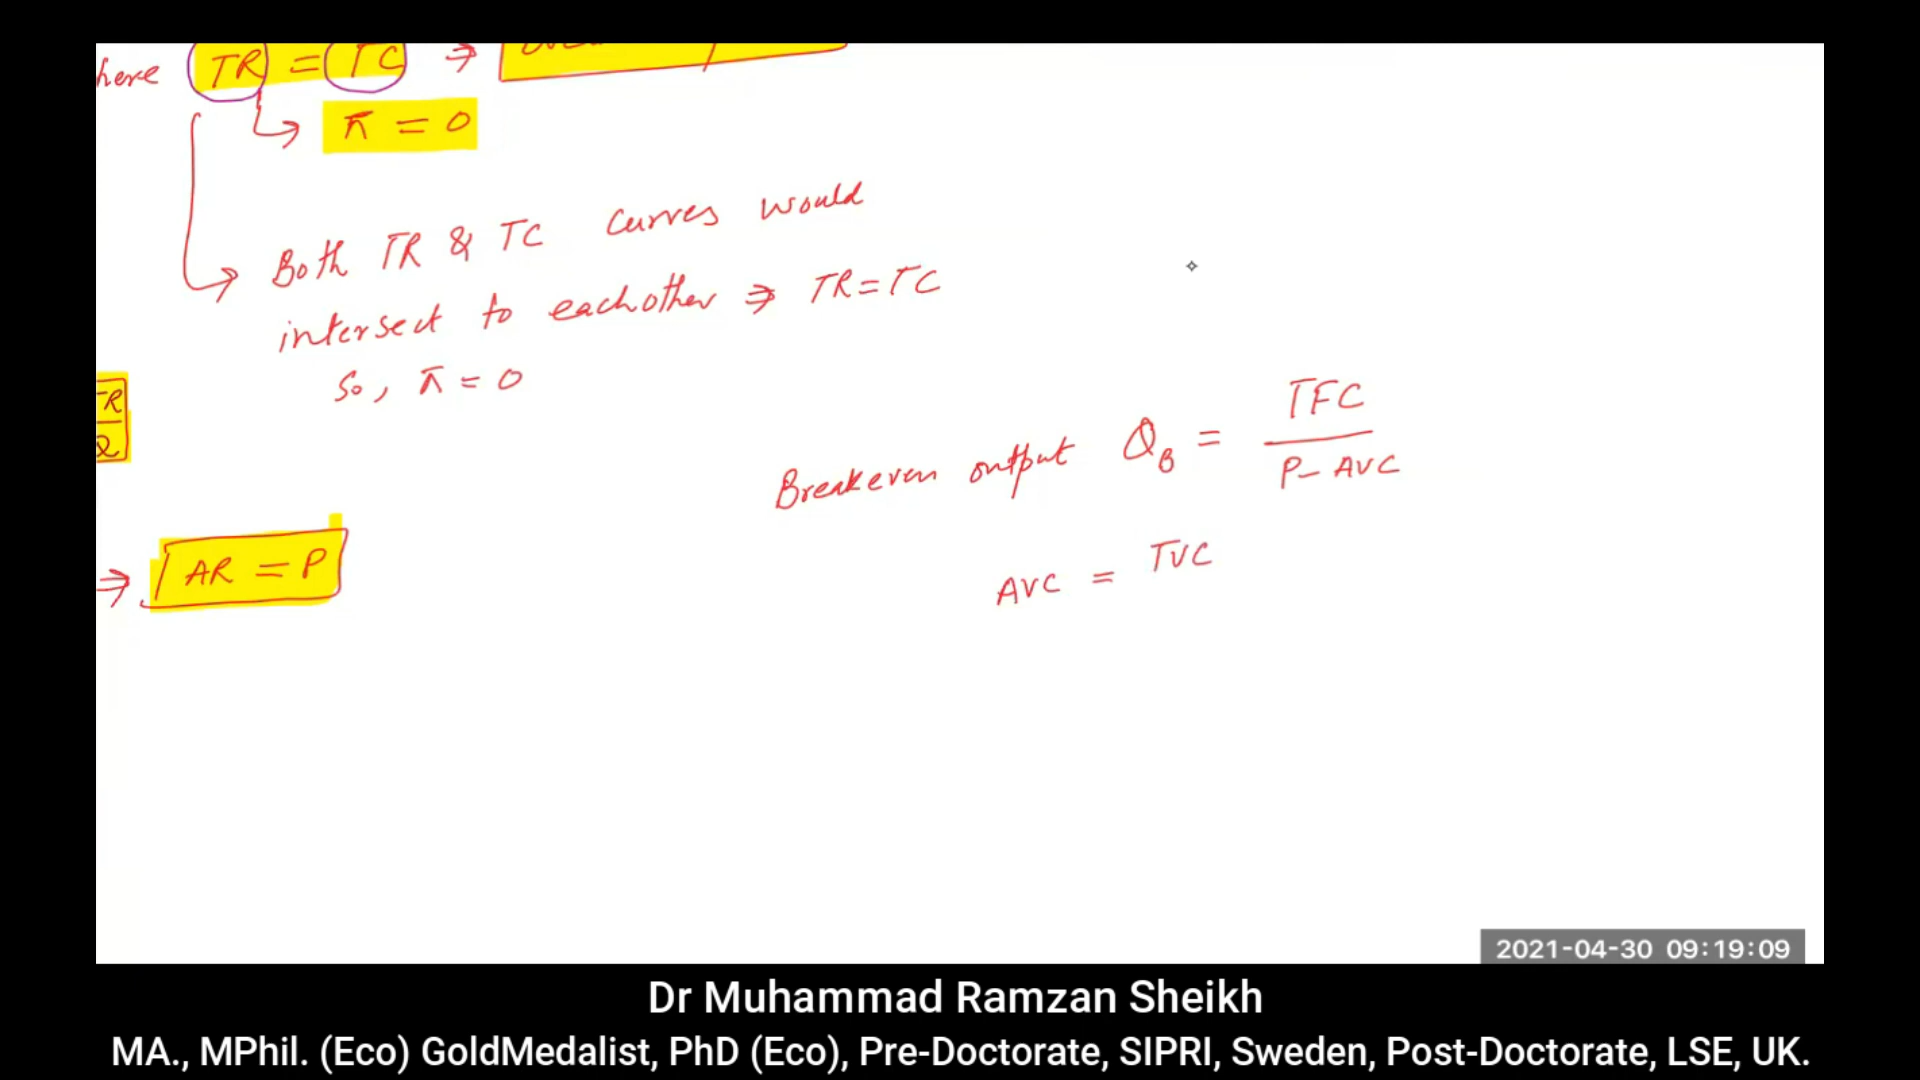 here TR = TC ⇒
↳ π = 0
↳ Both TR & TC curves would
intersect to eachother ⇒ TR = TC
So, π = 0
TR
Q
Breakeven output Q_B = TFC
P - AVC
⇒ AR = P
AVC = TVC
2021-04-30 09:19:09
Dr Muhammad Ramzan Sheikh
MA., MPhil. (Eco) GoldMedalist, PhD (Eco), Pre-Doctorate, SIPRI, Sweden, Post-Doctorate, LSE, UK.